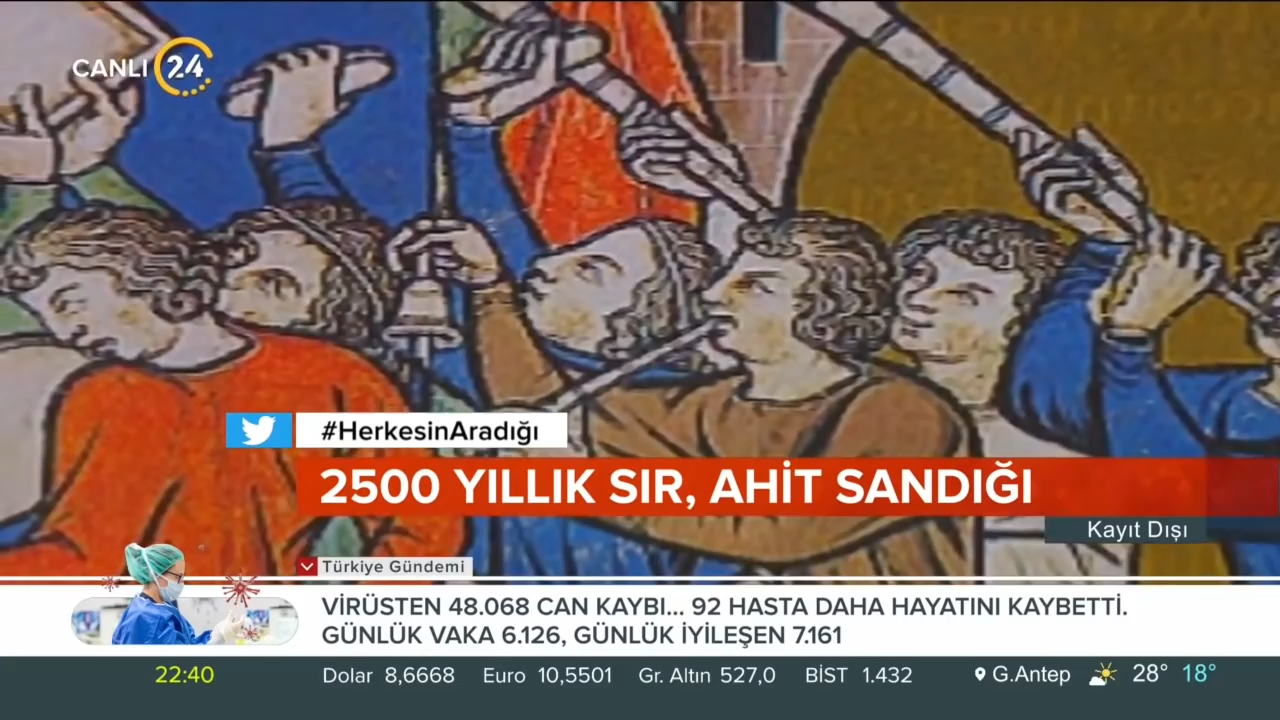 CANLI 24
#HerkesinAradığı
2500 YILLIK SIR, AHİT SANDIĞI
Kayıt Dışı
Türkiye Gündemi
VİRÜSTEN 48.068 CAN KAYBI... 92 HASTA DAHA HAYATINI KAYBETTİ.
GÜNLÜK VAKA 6.126, GÜNLÜK İYİLEŞEN 7.161
22:40 Dolar 8,6668 Euro 10,5501 Gr. Altın 527,0 BİST 1.432 G.Antep 28° 18°